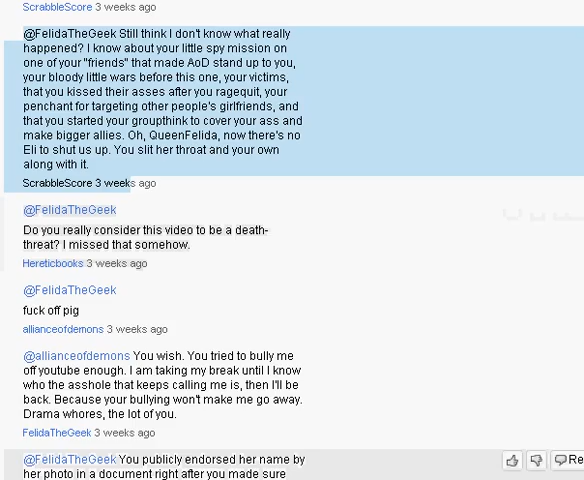 ScrabbleScore 3 weeks ago
@FelidaTheGeek Still think I don't know what really
happened? I know about your little spy mission on
one of your "friends" that made AoD stand up to you,
your bloody little wars before this one, your victims,
that you kissed their asses after you ragequit, your
penchant for targeting other people's girlfriends, and
that you started your groupthink to cover your ass and
make bigger allies. Oh, QueenFelida, now there's no
Eli to shut us up. You slit her throat and your own
along with it.
ScrabbleScore 3 weeks ago
@FelidaTheGeek
Do you really consider this video to be a death-
threat? I missed that somehow.
Hereticbooks 3 weeks ago
@FelidaTheGeek
fuck off pig
allianceofdemons 3 weeks ago
@allianceofdemons You wish. You tried to bully me
off youtube enough. I am taking my break until I know
who the asshole that keeps calling me is, then I'll be
back. Because your bullying won't make me go away.
Drama whores, the lot of you.
FelidaTheGeek 3 weeks ago
@FelidaTheGeek You publicly endorsed her name by
her photo in a document right after you made sure
Re